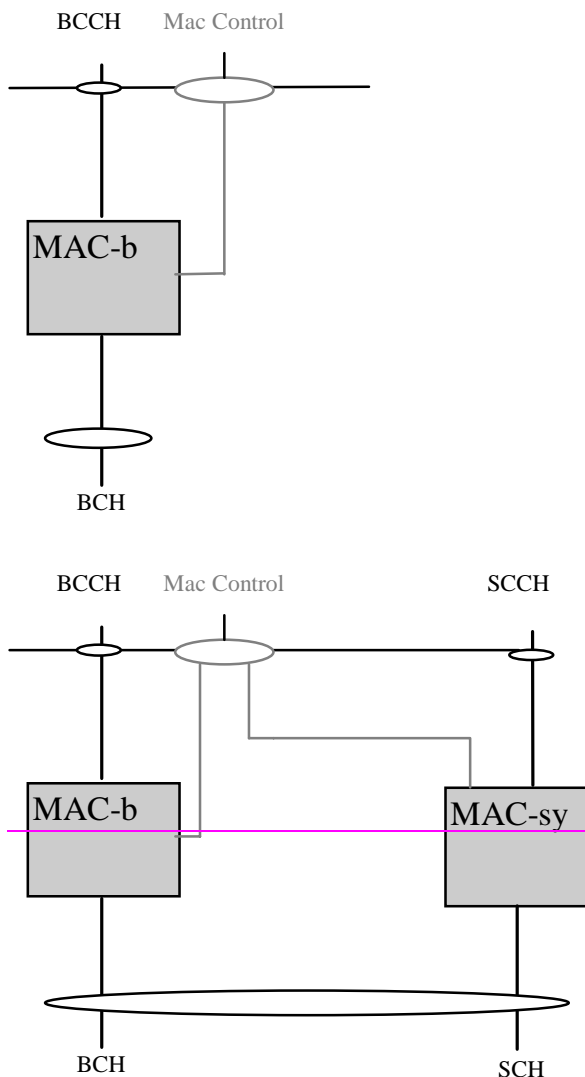 BCCH Mac Control
MAC-b
BCH
BCCH Mac Control SCCH
MAC-b MAC-sy
BCH SCH